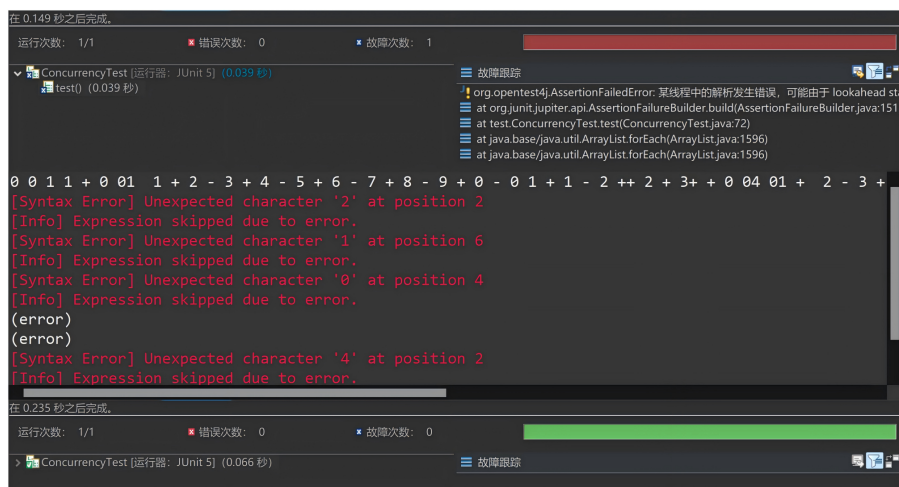 在 0.149 秒之后完成。
运行次数： 1/1 错误次数： 0 故障次数： 1
ConcurrencyTest [运行器：JUnit 5] (0.039 秒)
test() (0.039 秒)
故障跟踪
org.opentest4j.AssertionFailedError: 某线程中的解析发生错误，可能由于 lookahead sta
at org.junit.jupiter.api.AssertionFailureBuilder.build(AssertionFailureBuilder.java:151
at test.ConcurrencyTest.test(ConcurrencyTest.java:72)
at java.base/java.util.ArrayList.forEach(ArrayList.java:1596)
at java.base/java.util.ArrayList.forEach(ArrayList.java:1596)
0 0 1 1 + 0 01  1 + 2 - 3 + 4 - 5 + 6 - 7 + 8 - 9 + 0 - 0 1 + 1 - 2 ++ 2 + 3+ + 0 04 01 +  2 - 3 +
[Syntax Error] Unexpected character '2' at position 2
[Info] Expression skipped due to error.
[Syntax Error] Unexpected character '1' at position 6
[Info] Expression skipped due to error.
[Syntax Error] Unexpected character '0' at position 4
[Info] Expression skipped due to error.
(error)
(error)
[Syntax Error] Unexpected character '4' at position 2
[Info] Expression skipped due to error.
在 0.235 秒之后完成。
运行次数： 1/1 错误次数： 0 故障次数： 0
ConcurrencyTest [运行器：JUnit 5] (0.066 秒)
故障跟踪